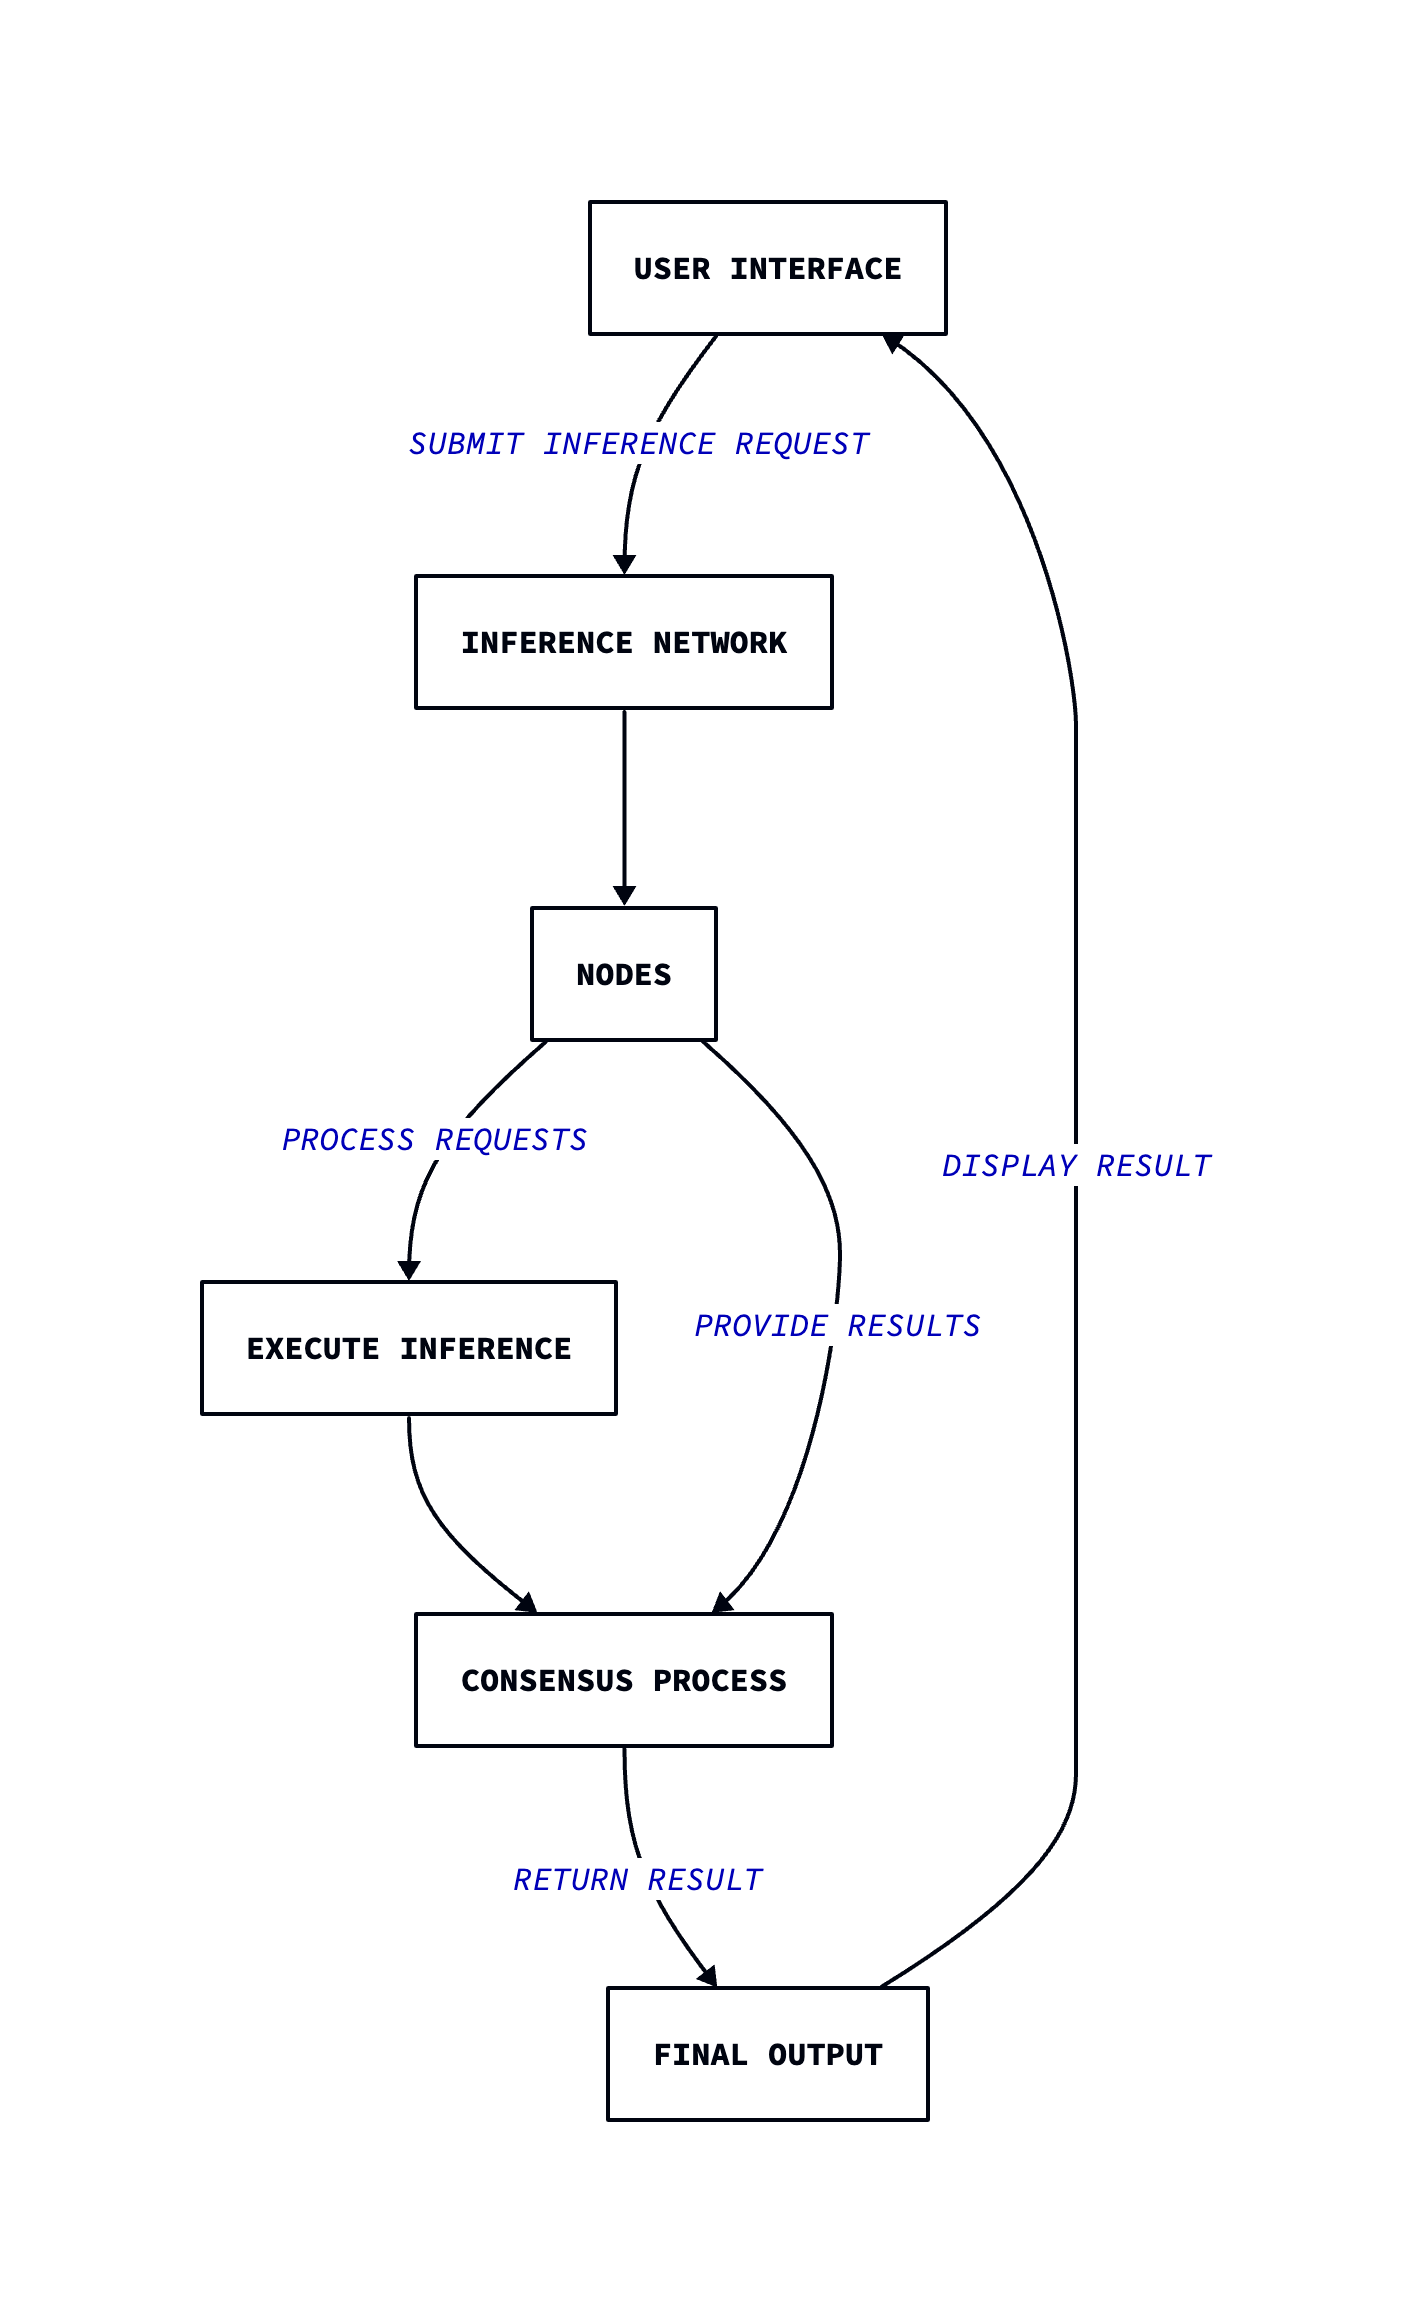 USER INTERFACE
SUBMIT INFERENCE REQUEST
INFERENCE NETWORK
NODES
PROCESS REQUESTS
DISPLAY RESULT
PROVIDE RESULTS
EXECUTE INFERENCE
CONSENSUS PROCESS
RETURN RESULT
FINAL OUTPUT